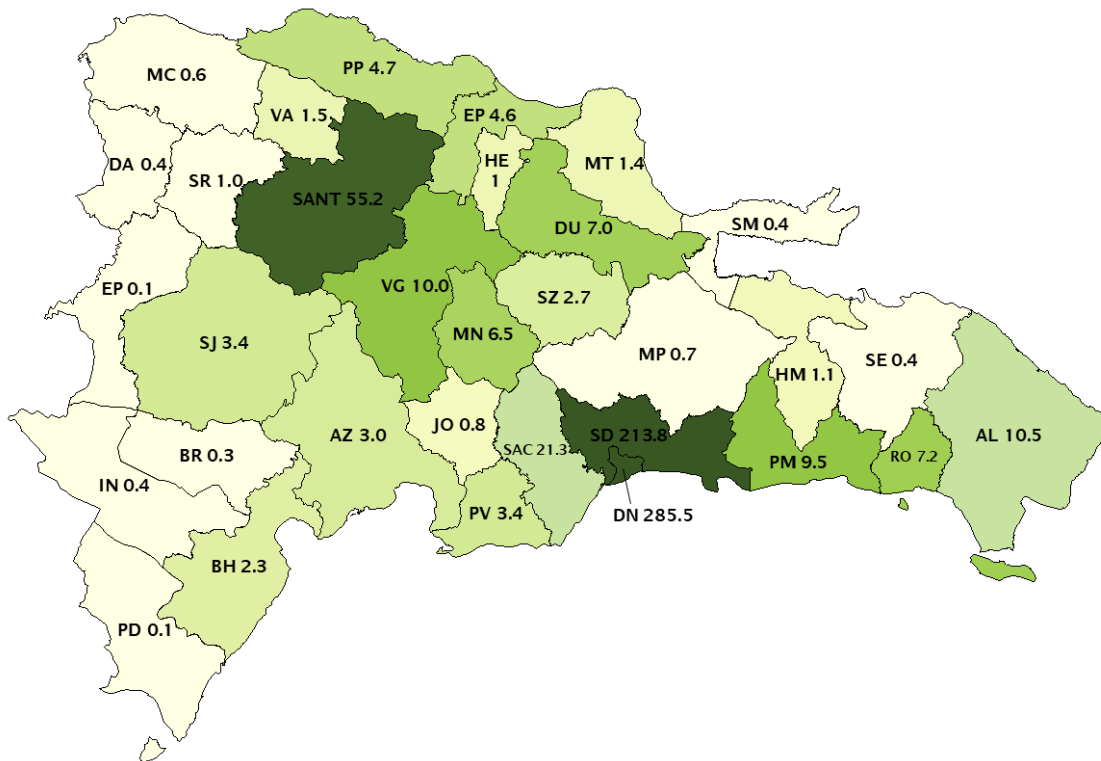 MC 0.6
PP 4.7
VA 1.5
EP 4.6
DA 0.4
SR 1.0
HE
1
MT 1.4
SANT 55.2
DU 7.0
SM 0.4
EP 0.1
VG 10.0
SZ 2.7
SJ 3.4
MN 6.5
MP 0.7
SE 0.4
HM 1.1
AZ 3.0
JO 0.8
SD 213.8
AL 10.5
BR 0.3
SAC 21.3
PM 9.5
RO 7.2
IN 0.4
PV 3.4
DN 285.5
BH 2.3
PD 0.1